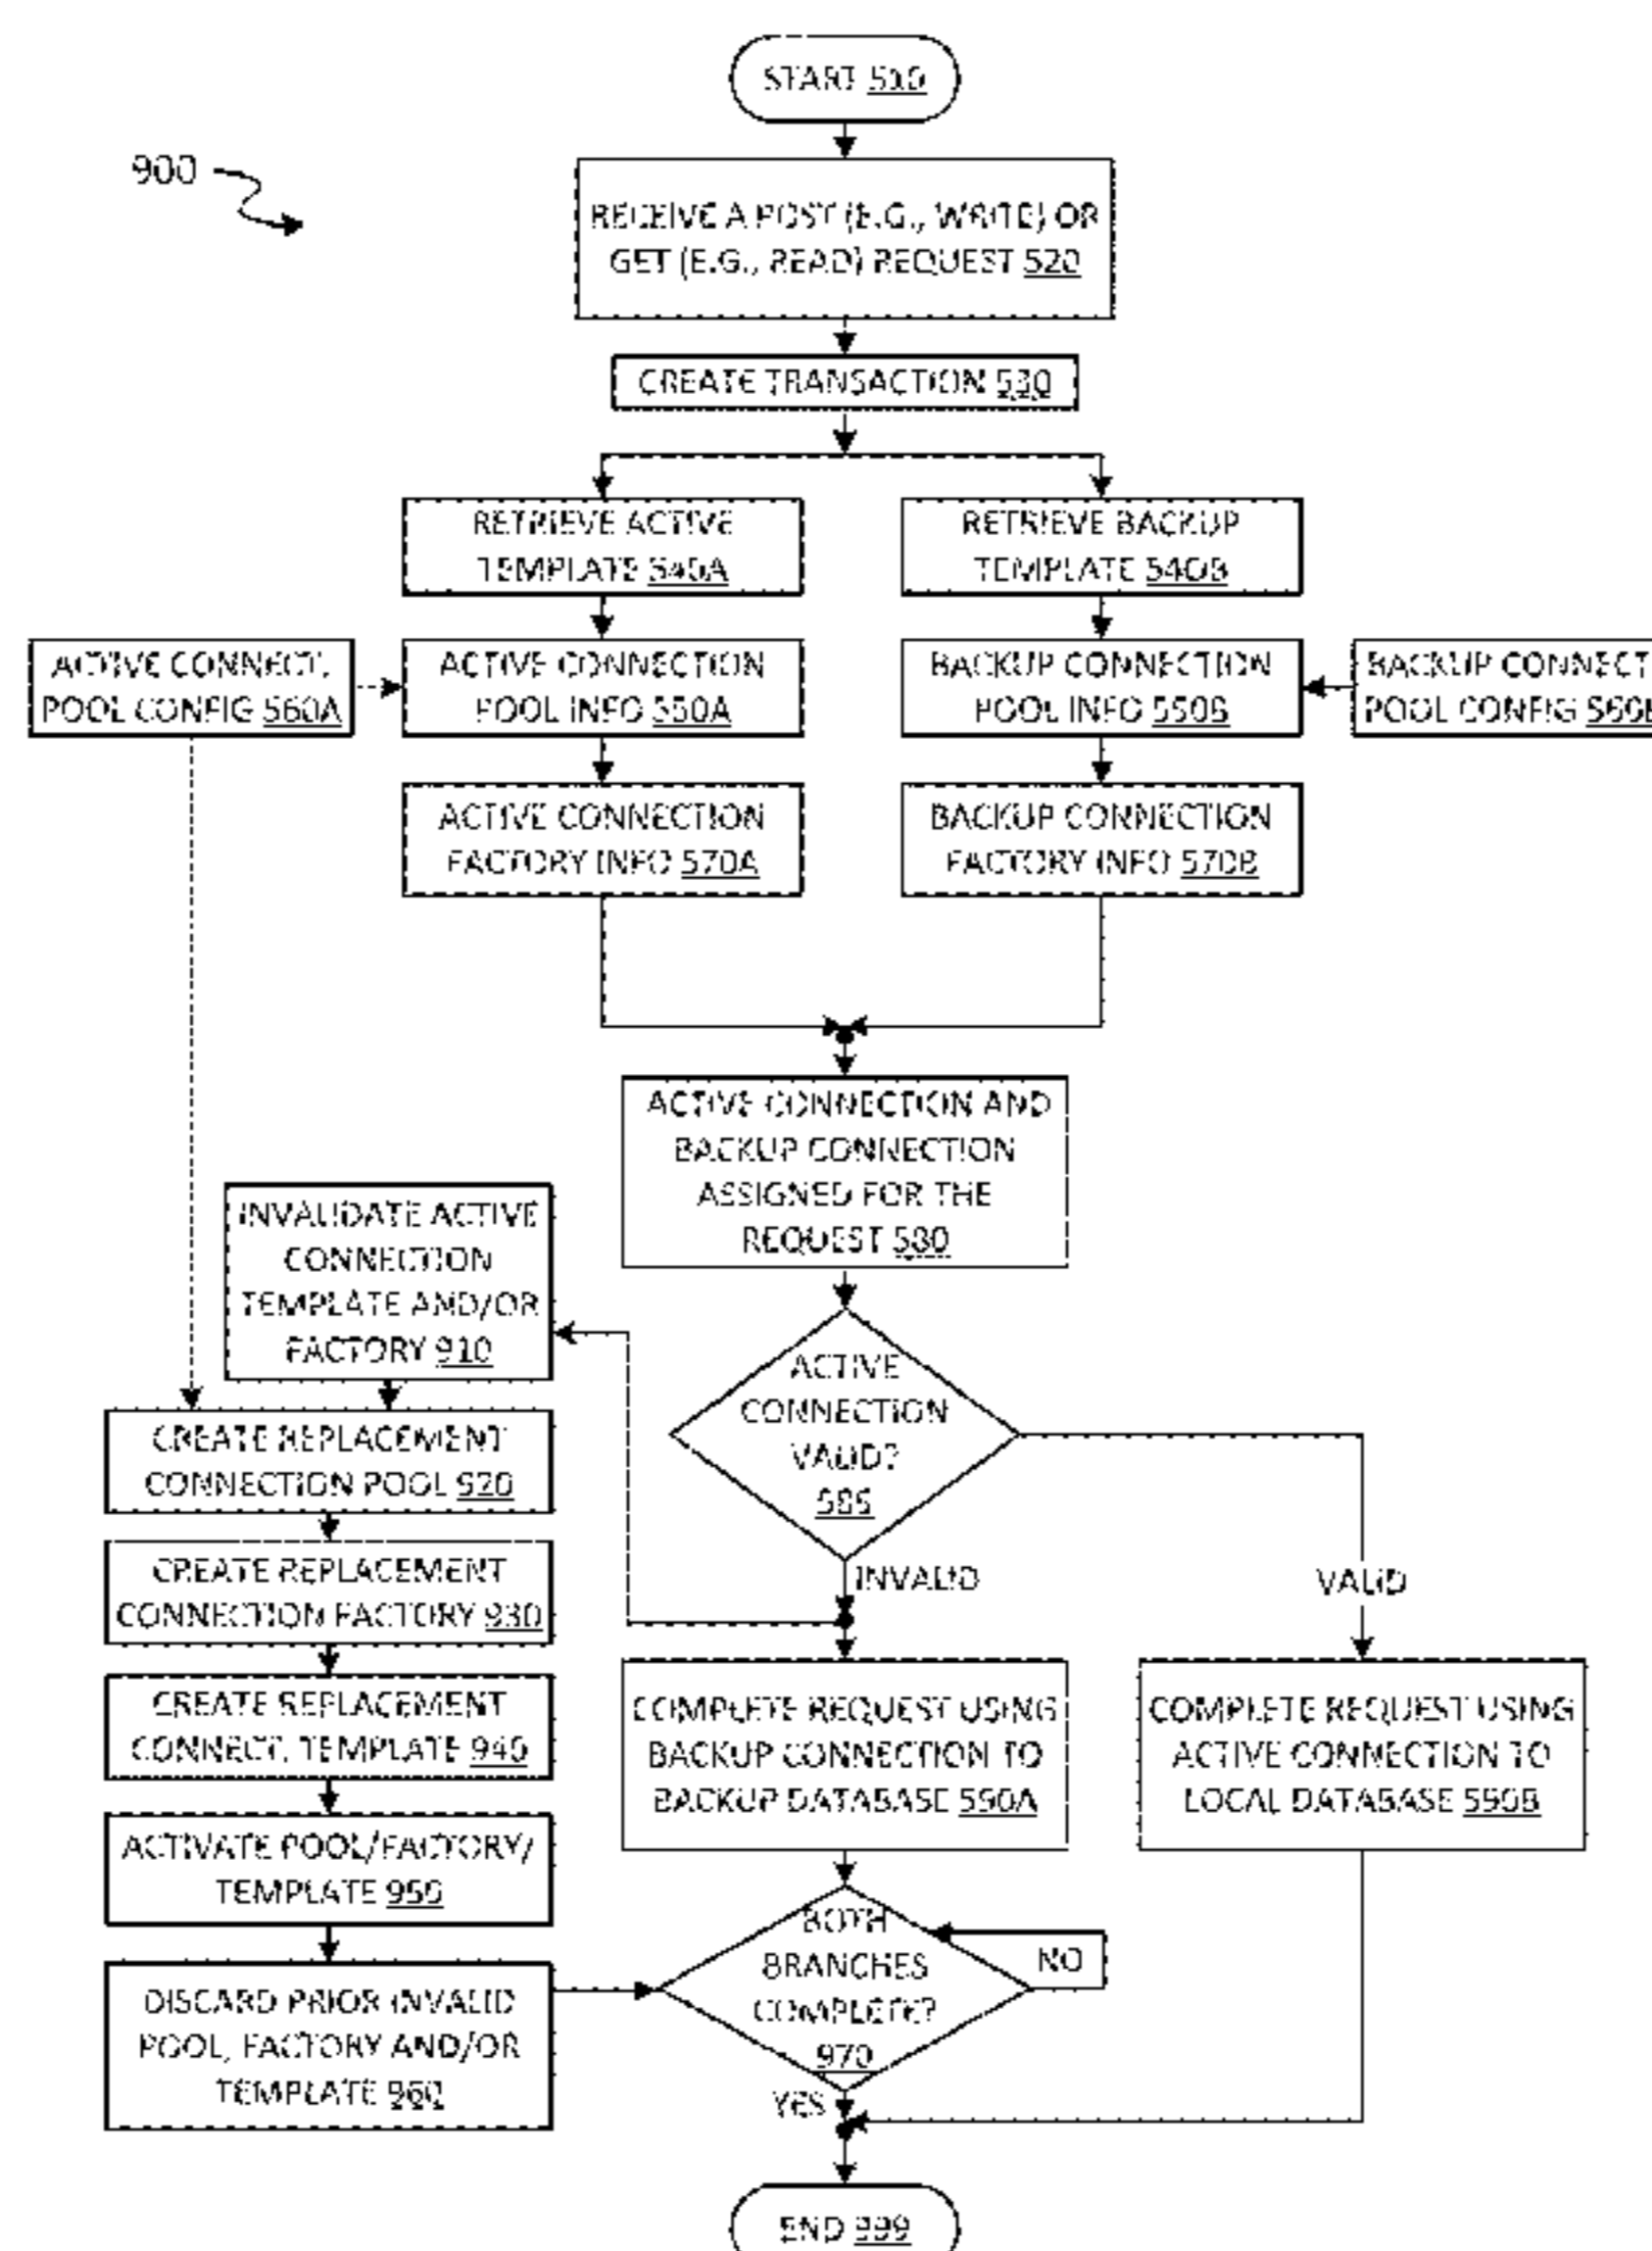 START 510
900
RECEIVE A POST (E.G., WRITE) OR
GET (E.G., READ) REQUEST 520
CREATE TRANSACTION 530
RETRIEVE ACTIVE
TEMPLATE 540A
RETRIEVE BACKUP
TEMPLATE 540B
ACTIVE CONNECT.
POOL CONFIG 560A
ACTIVE CONNECTION
POOL INFO 550A
BACKUP CONNECTION
POOL INFO 550B
BACKUP CONNECT
POOL CONFIG 560B
ACTIVE CONNECTION
FACTORY INFO 570A
BACKUP CONNECTION
FACTORY INFO 570B
ACTIVE CONNECTION AND
BACKUP CONNECTION
ASSIGNED FOR THE
REQUEST 580
INVALIDATE ACTIVE
CONNECTION
TEMPLATE AND/OR
FACTORY 910
ACTIVE
CONNECTION
VALID?
585
CREATE REPLACEMENT
CONNECTION POOL 920
INVALID
VALID
CREATE REPLACEMENT
CONNECTION FACTORY 930
CREATE REPLACEMENT
CONNECT. TEMPLATE 940
COMPLETE REQUEST USING
BACKUP CONNECTION TO
BACKUP DATABASE 590A
COMPLETE REQUEST USING
ACTIVE CONNECTION TO
LOCAL DATABASE 590B
ACTIVATE POOL/FACTORY/
TEMPLATE 950
BOTH
BRANCHES
COMPLETE?
970
NO
DISCARD PRIOR INVALID
POOL, FACTORY AND/OR
TEMPLATE 960
YES
END 999